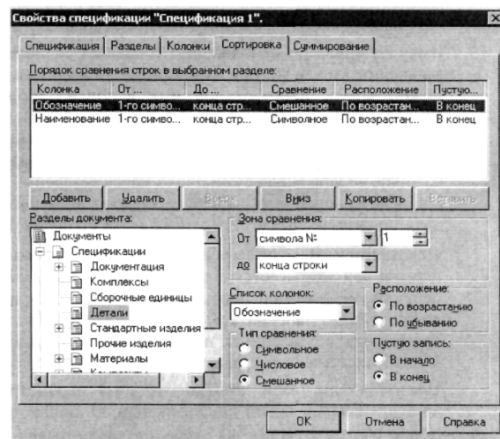 Свойства спецификации "Спецификация 1".
Спецификация Разделы Колонки Сортировка Суммирование
Порядок сравнения строк в выбранном разделе:
Колонка От ... До ... Сравнение Расположение Пустую...
Обозначение 1-го симво... конца стр... Смешанное По возрастан... В конец
Наименование 1-го симво... конца стр... Символьное По возрастан... В конец
Добавить Удалить Вверх Вниз Копировать Вставить
Разделы документа:
Документы
Спецификации
Документация
Комплексы
Сборочные единицы
Детали
Стандартные изделия
Прочие изделия
Материалы
Комплекты
Зона сравнения:
От символа № 1
до конца строки
Список колонок:
Обозначение
Тип сравнения:
Символьное
Числовое
Смешанное
Расположение:
По возрастанию
По убыванию
Пустую запись:
В начало
В конец
OK Отмена Справка